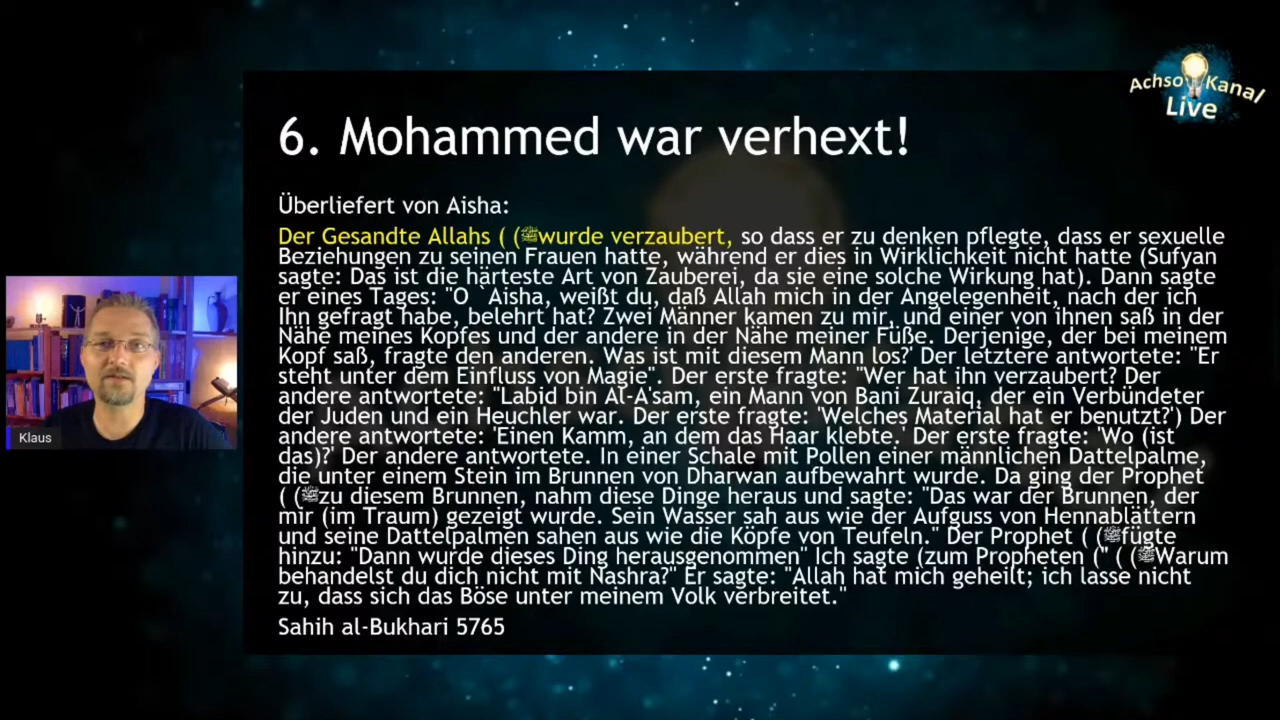 Achso Kanal
Live
6. Mohammed war verhext!
Überliefert von Aisha:
Der Gesandte Allahs ( (ﷺwurde verzaubert, so dass er zu denken pflegte, dass er sexuelle
Beziehungen zu seinen Frauen hatte, während er dies in Wirklichkeit nicht hatte (Sufyan
sagte: Das ist die härteste Art von Zauberei, da sie eine solche Wirkung hat). Dann sagte
er eines Tages: "O `Aisha, weißt du, daß Allah mich in der Angelegenheit, nach der ich
Ihn gefragt habe, belehrt hat? Zwei Männer kamen zu mir, und einer von ihnen saß in der
Nähe meines Kopfes und der andere in der Nähe meiner Füße. Derjenige, der bei meinem
Kopf saß, fragte den anderen. Was ist mit diesem Mann los?' Der letztere antwortete: "Er
steht unter dem Einfluss von Magie". Der erste fragte: "Wer hat ihn verzaubert? Der
andere antwortete: "Labid bin Al-A'sam, ein Mann von Bani Zuraiq, der ein Verbündeter
der Juden und ein Heuchler war. Der erste fragte: 'Welches Material hat er benutzt?') Der
andere antwortete: 'Einen Kamm, an dem das Haar klebte.' Der erste fragte: 'Wo (ist
das)?' Der andere antwortete. In einer Schale mit Pollen einer männlichen Dattelpalme,
die unter einem Stein im Brunnen von Dharwan aufbewahrt wurde. Da ging der Prophet
( (ﷺzu diesem Brunnen, nahm diese Dinge heraus und sagte: "Das war der Brunnen, der
mir (im Traum) gezeigt wurde. Sein Wasser sah aus wie der Aufguss von Hennablättern
und seine Dattelpalmen sahen aus wie die Köpfe von Teufeln." Der Prophet ( (ﷺfügte
hinzu: "Dann wurde dieses Ding herausgenommen" Ich sagte (zum Propheten (" ( (ﷺWarum
behandelst du dich nicht mit Nashra?" Er sagte: "Allah hat mich geheilt; ich lasse nicht
zu, dass sich das Böse unter meinem Volk verbreitet."
Sahih al-Bukhari 5765
Klaus